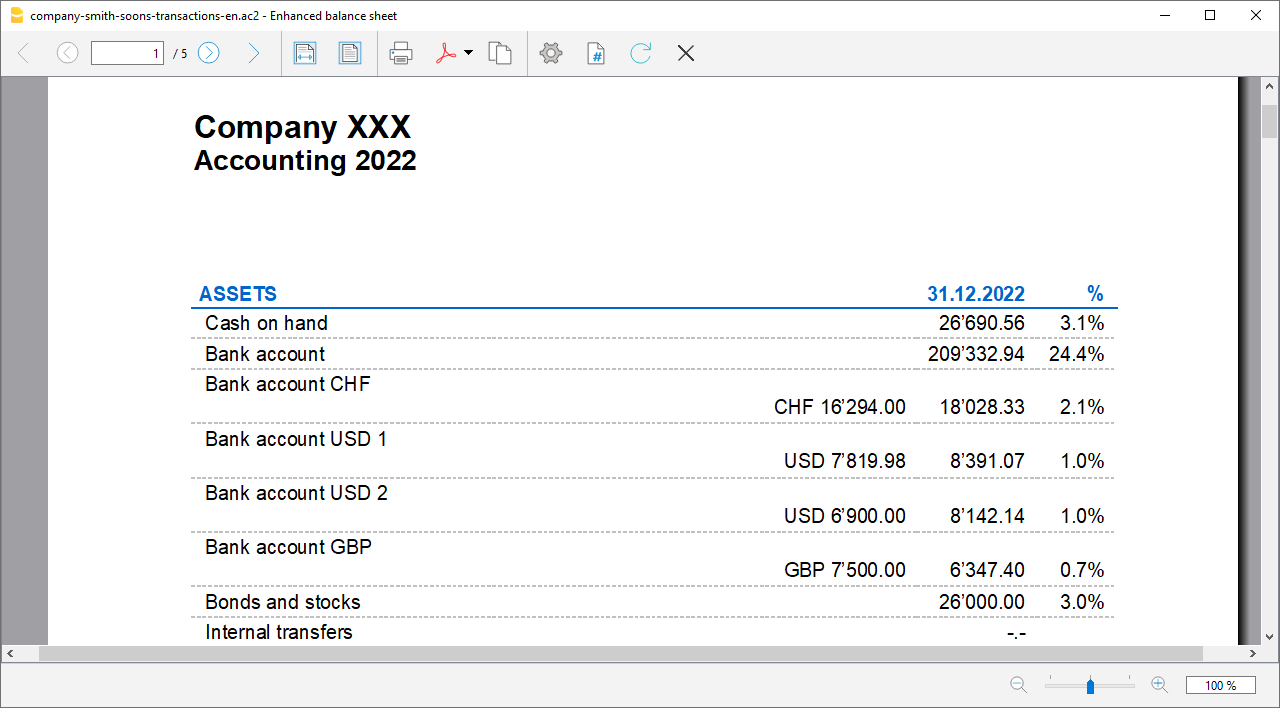 company-smith-soons-transactions-en.ac2 - Enhanced balance sheet
1 / 5
#
Company XXX
Accounting 2022
ASSETS 31.12.2022 %
Cash on hand 26’690.56 3.1%
Bank account 209’332.94 24.4%
Bank account CHF
CHF 16’294.00 18’028.33 2.1%
Bank account USD 1
USD 7’819.98 8’391.07 1.0%
Bank account USD 2
USD 6’900.00 8’142.14 1.0%
Bank account GBP
GBP 7’500.00 6’347.40 0.7%
Bonds and stocks 26’000.00 3.0%
Internal transfers -.-
100 %